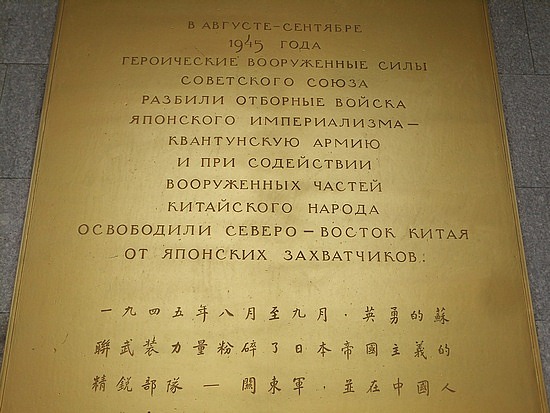 В АВГУСТЕ–СЕНТЯБРЕ
1945 ГОДА
ГЕРОИЧЕСКИЕ ВООРУЖЕННЫЕ СИЛЫ
СОВЕТСКОГО СОЮЗА
РАЗБИЛИ ОТБОРНЫЕ ВОЙСКА
ЯПОНСКОГО ИМПЕРИАЛИЗМА–
КВАНТУНСКУЮ АРМИЮ
И ПРИ СОДЕЙСТВИИ
ВООРУЖЕННЫХ ЧАСТЕЙ
КИТАЙСКОГО НАРОДА
ОСВОБОДИЛИ СЕВЕРО–ВОСТОК КИТАЯ
ОТ ЯПОНСКИХ ЗАХВАТЧИКОВ:
一九四五年八月至九月，英勇的蘇
聯武装力量粉碎了日本帝國主義的
精銳部隊 — 關東軍，並在中國人